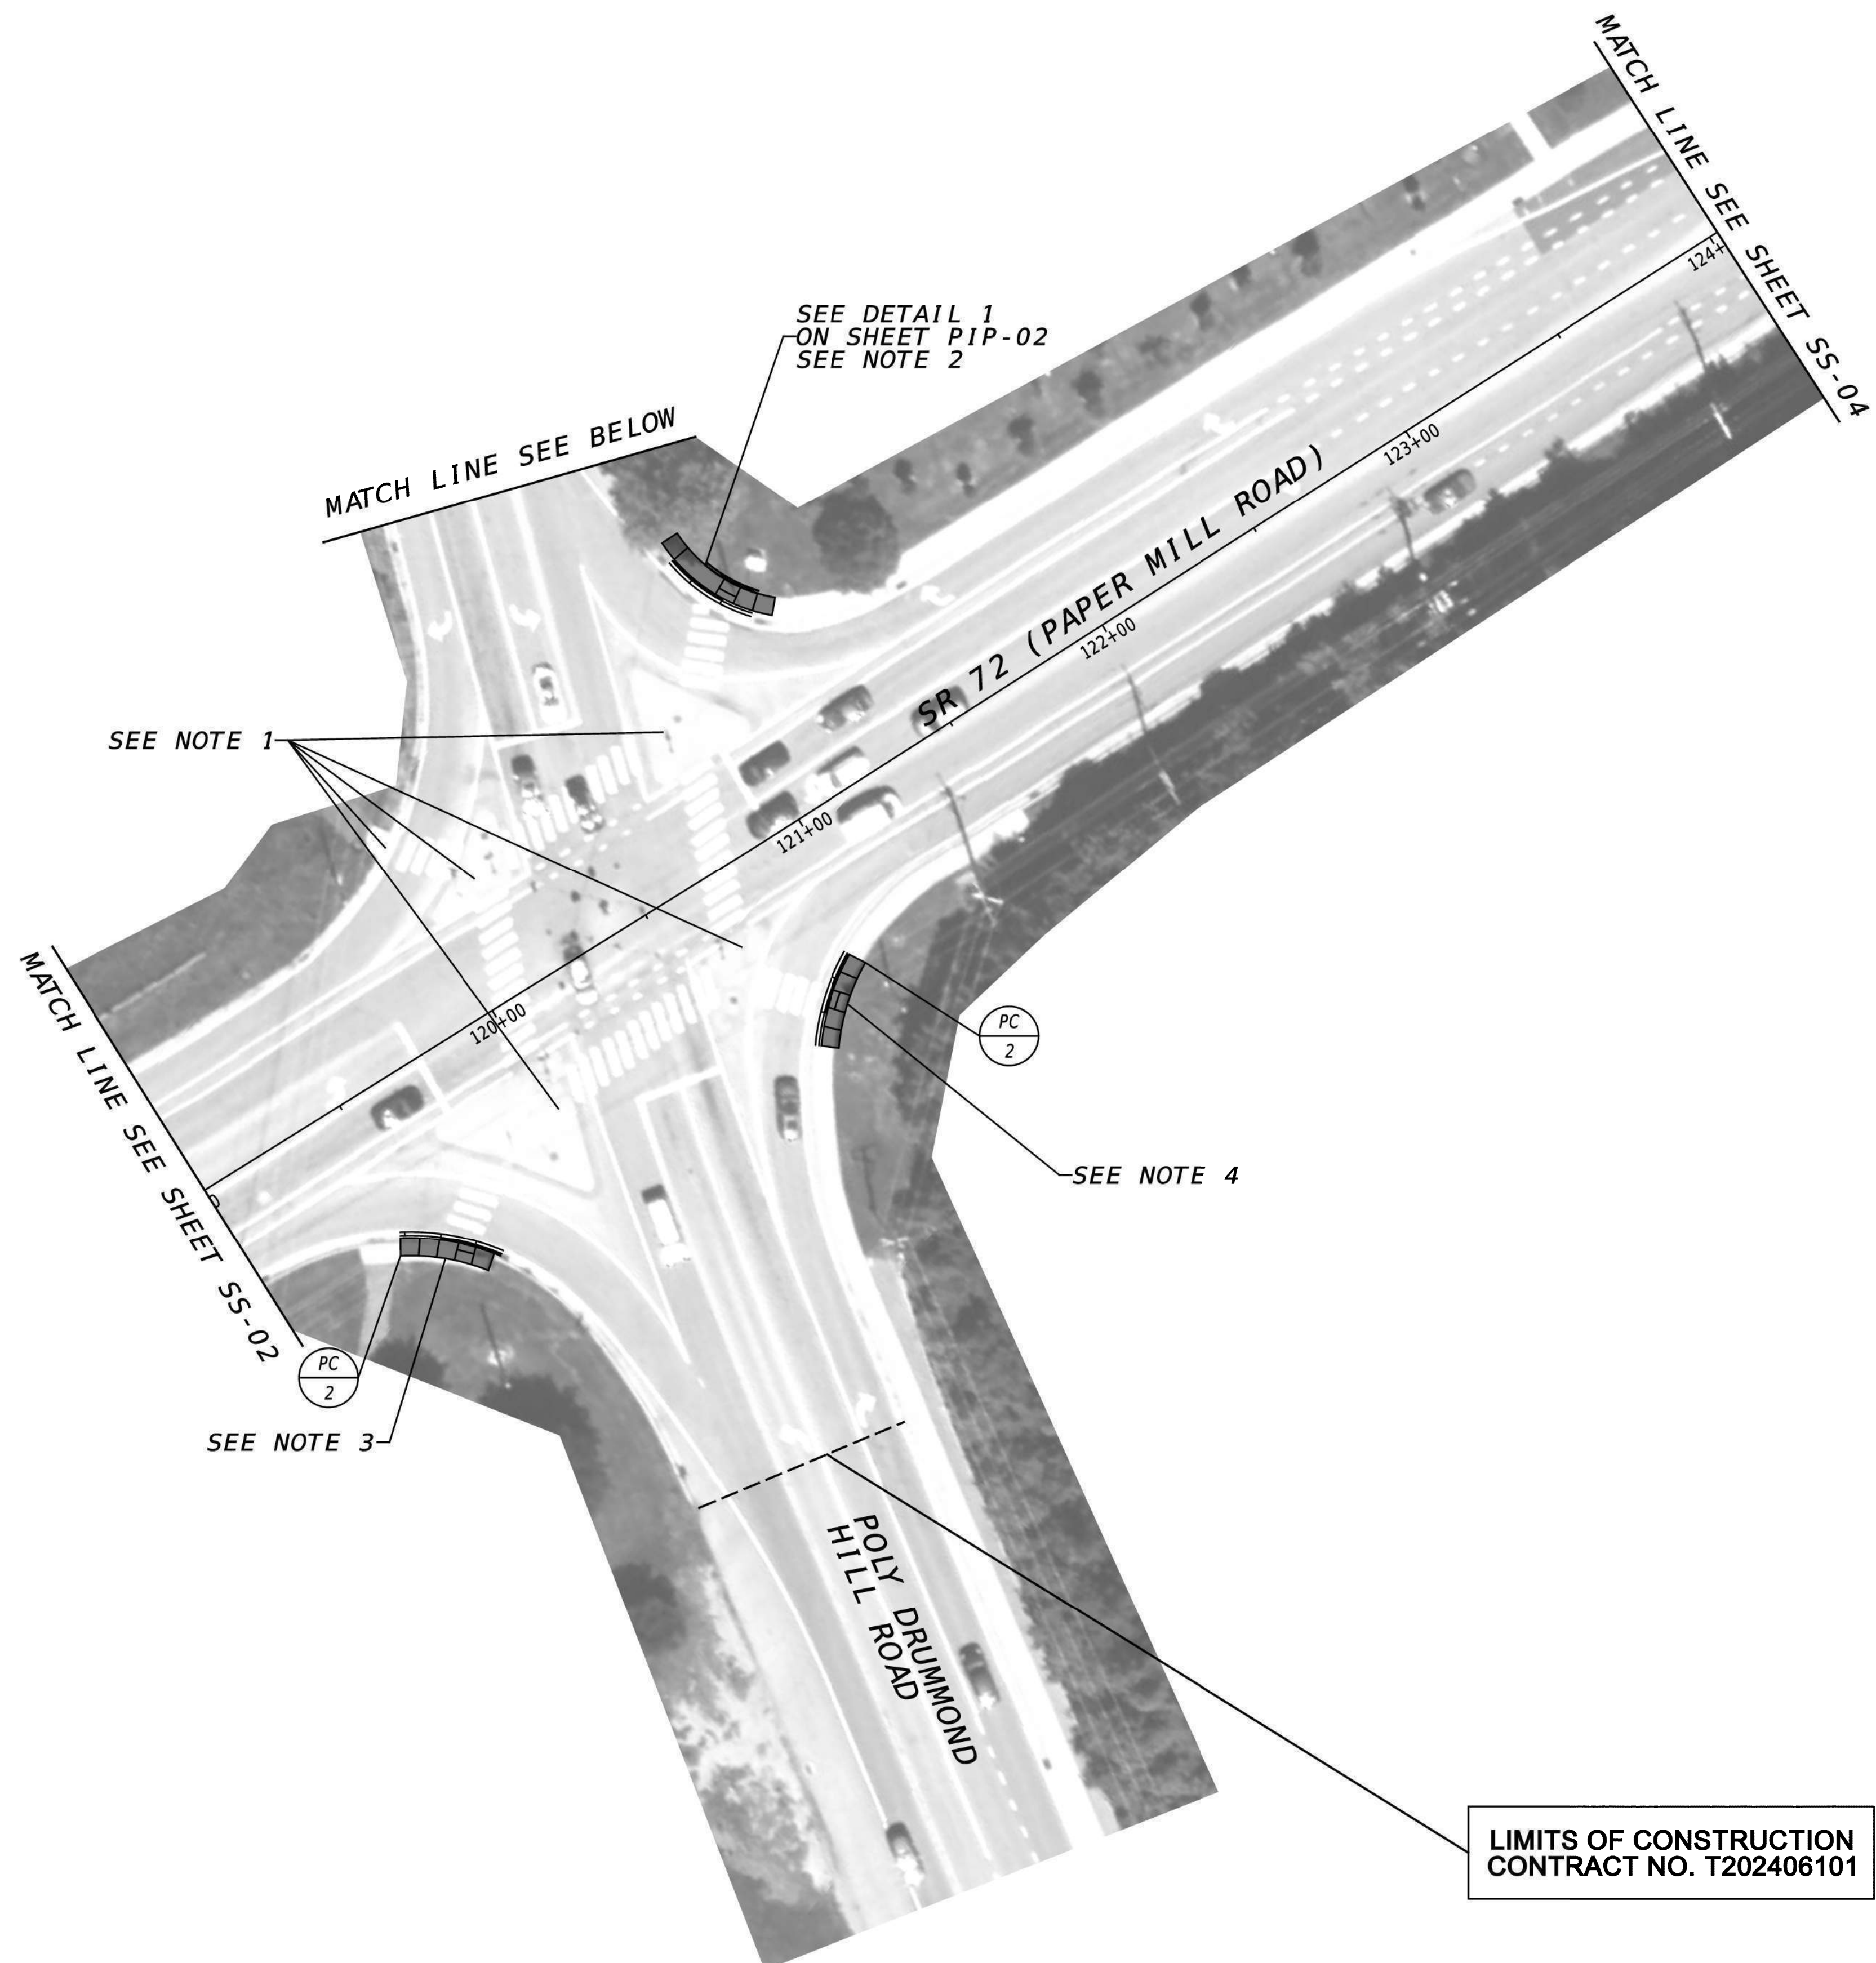 MATCH LINE SEE SHEET SS-04
124+
SEE DETAIL 1
ON SHEET PIP-02
SEE NOTE 2
MATCH LINE SEE BELOW
123+00
SR 72 (PAPER MILL ROAD)
122+00
SEE NOTE 1
121+00
MATCH LINE SEE SHEET SS-02
120+00
PC
2
SEE NOTE 4
PC
2
SEE NOTE 3
POLY DRUMMOND
HILL ROAD
LIMITS OF CONSTRUCTION
CONTRACT NO. T202406101